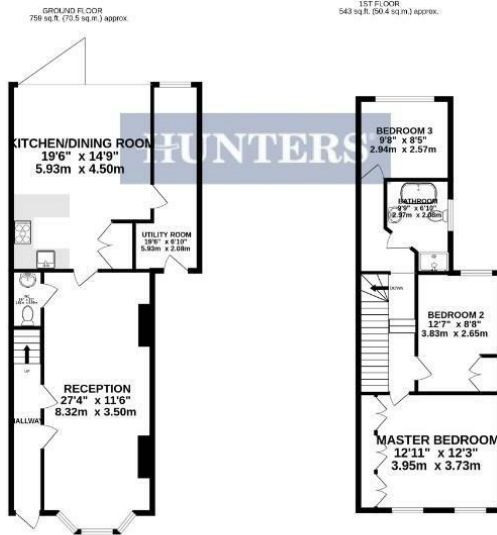 GROUND FLOOR
759 sq.ft. (70.5 sq.m.) approx.
KITCHEN/DINING ROOM
19'6" x 14'9"
5.93m x 4.50m
HUNTERS
UTILITY ROOM
19'6" x 6'10"
5.93m x 2.08m
UP
HALLWAY
RECEPTION
27'4" x 11'6"
8.32m x 3.50m
1ST FLOOR
543 sq.ft. (50.4 sq.m.) approx.
BEDROOM 3
9'8" x 8'5"
2.94m x 2.57m
BATHROOM
9'9" x 6'10"
2.97m x 2.08m
DOWN
BEDROOM 2
12'7" x 8'8"
3.83m x 2.65m
MASTER BEDROOM
12'11" x 12'3"
3.95m x 3.73m